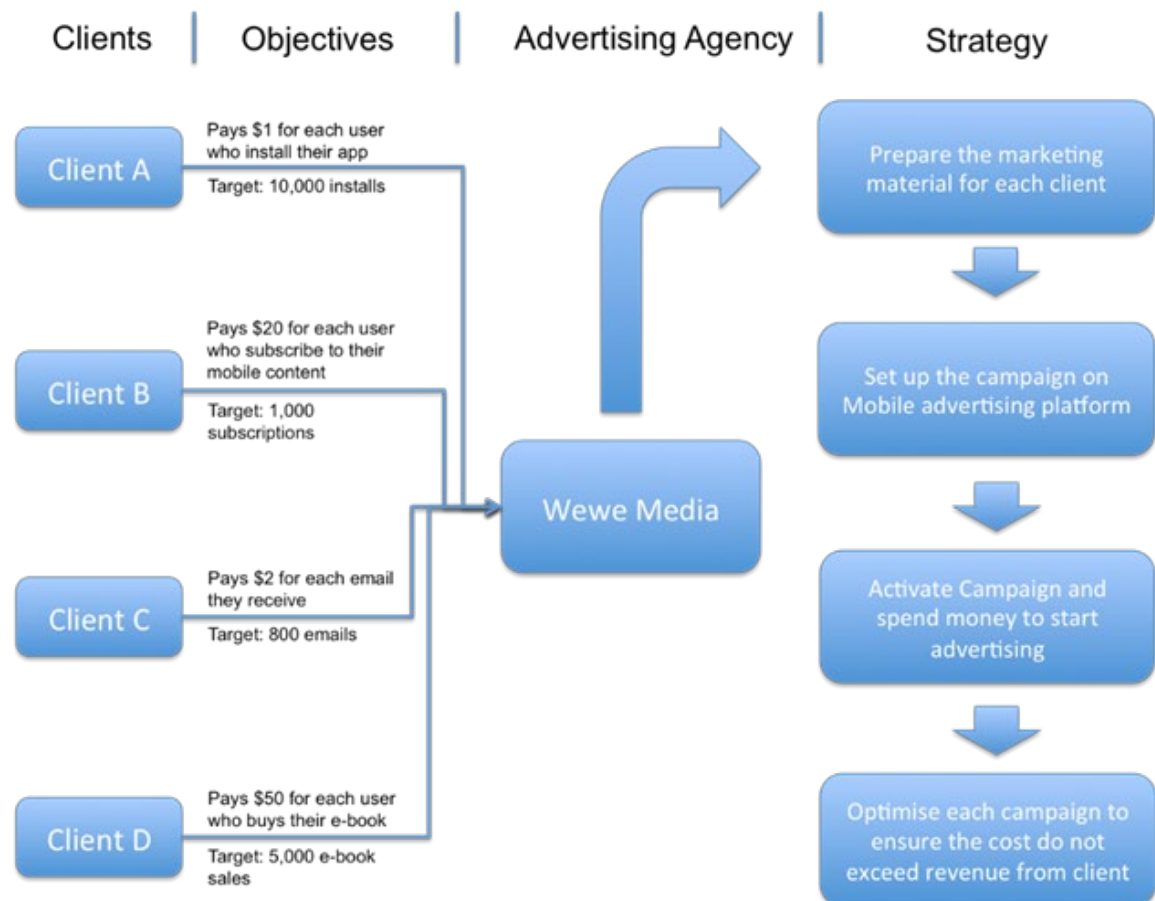 Clients
Objectives
Advertising Agency
Strategy
Client A
Pays $1 for each user
who install their app
Target: 10,000 installs
Client B
Pays $20 for each user
who subscribe to their
mobile content
Target: 1,000
subscriptions
Client C
Pays $2 for each email
they receive
Target: 800 emails
Client D
Pays $50 for each user
who buys their e-book
Target: 5,000 e-book
sales
Wewe Media
Prepare the marketing
material for each client
Set up the campaign on
Mobile advertising platform
Activate Campaign and
spend money to start
advertising
Optimise each campaign to
ensure the cost do not
exceed revenue from client